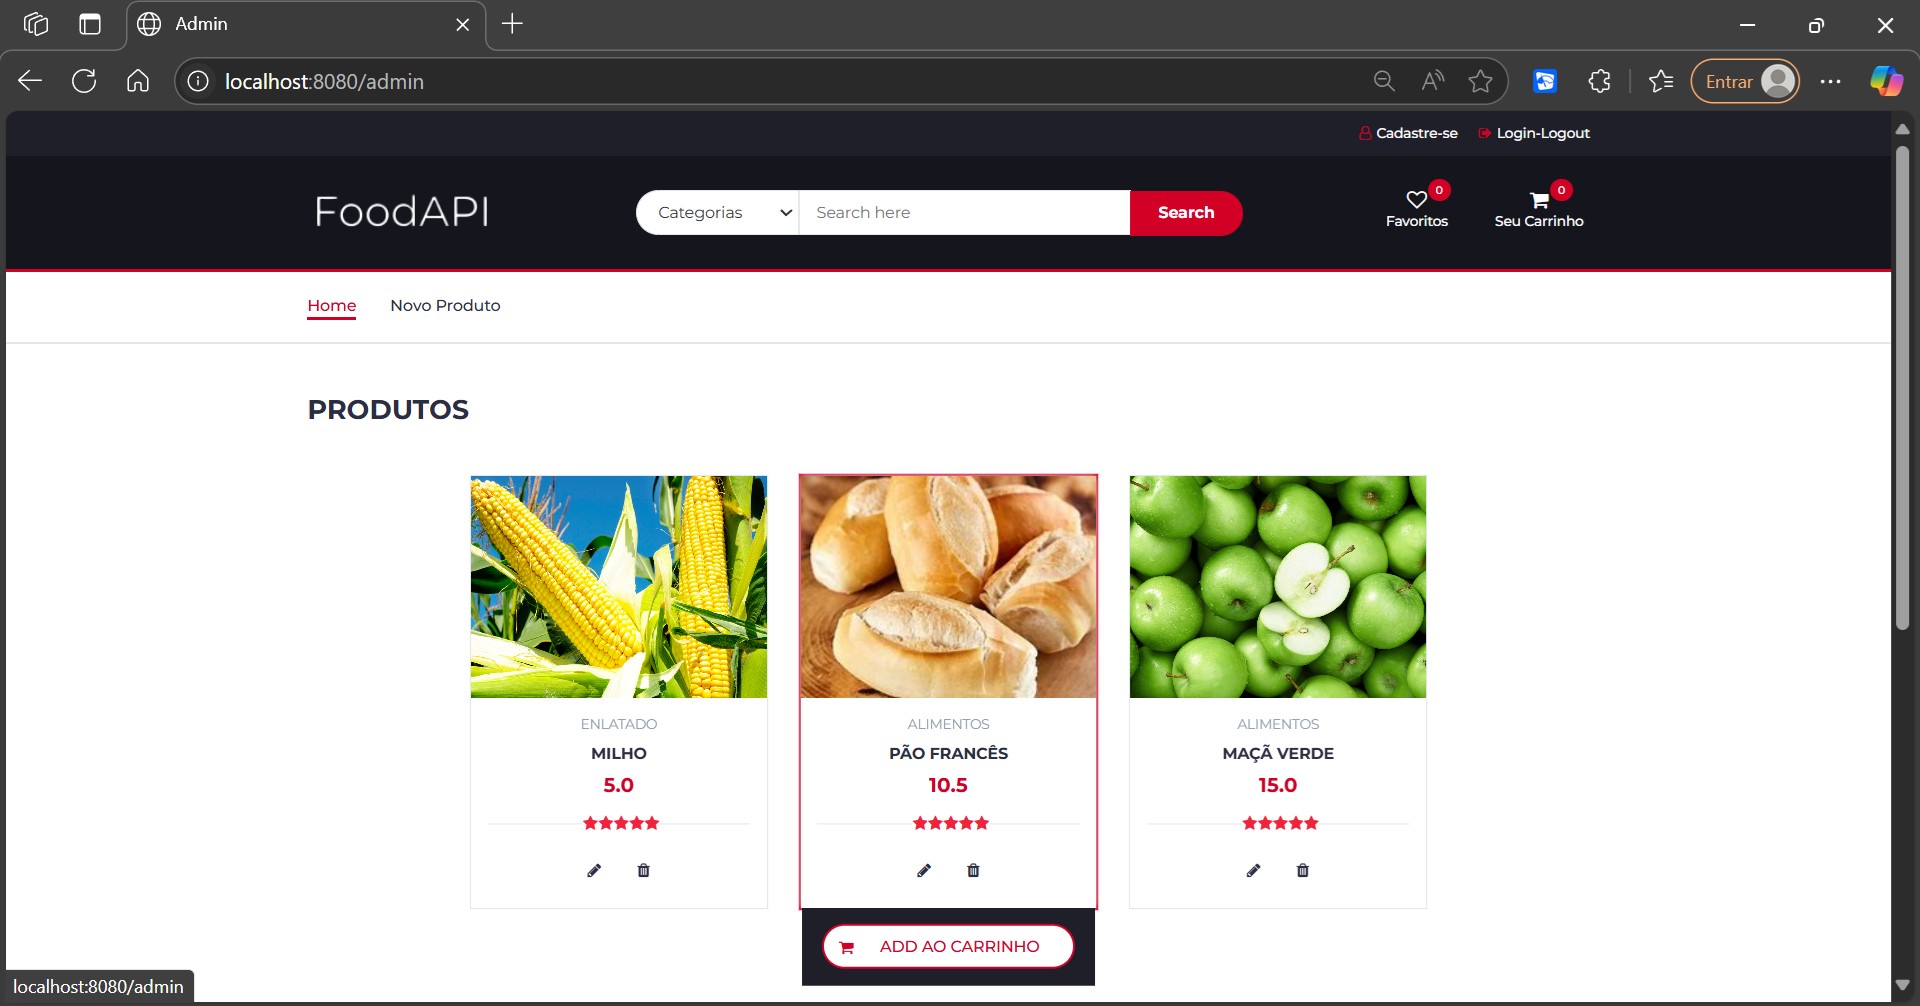 Admin
localhost:8080/admin
Entrar
Cadastre-se
Login-Logout
FoodAPI
Categorias
Search here
Search
0
Favoritos
0
Seu Carrinho
Home
Novo Produto
PRODUTOS
ENLATADO
MILHO
5.0
ALIMENTOS
PÃO FRANCÊS
10.5
ALIMENTOS
MAÇÃ VERDE
15.0
ADD AO CARRINHO
localhost:8080/admin